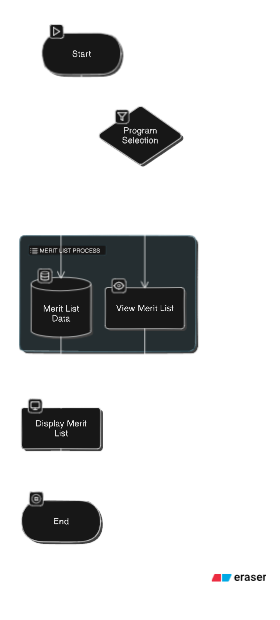 Start
Program
Selection
MERIT LIST PROCESS
Merit List
Data
View Merit List
Display Merit
List
End
eraser